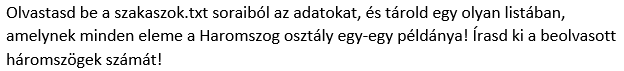 Olvastasd be a szakaszok.txt soraiból az adatokat, és tárold egy olyan listában,
amelynek minden eleme a Haromszog osztály egy-egy példánya! Írasd ki a beolvasott
háromszögek számát!